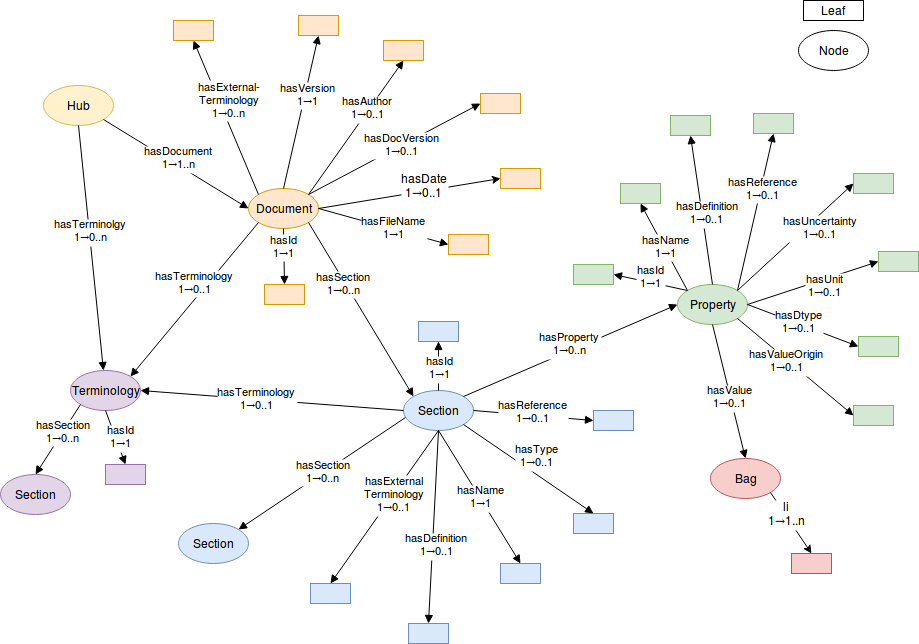 Leaf
Node
Hub
hasExternal-
Terminology
1→0..n
hasVersion
1→1
hasAuthor
1→0..1
hasDocVersion
1→0..1
hasDocument
1→1..n
hasDate
1→0..1
Document
hasFileName
1→1
hasId
1→1
hasTerminolgy
1→0..n
hasTerminology
1→0..1
hasSection
1→0..n
hasReference
1→0..1
hasDefinition
1→0..1
hasUncertainty
1→0..1
hasName
1→1
hasId
1→1
hasUnit
1→0..1
Property
hasDtype
1→0..1
hasValueOrigin
1→0..1
hasProperty
1→0..n
hasId
1→1
hasValue
1→0..1
Terminology
hasTerminology
1→0..1
Section
hasReference
1→0..1
hasSection
1→0..n
hasId
1→1
hasType
1→0..1
hasSection
1→0..n
hasExternal
Terminology
1→0..1
hasName
1→1
Bag
Section
li
1→1..n
Section
hasDefinition
1→0..1